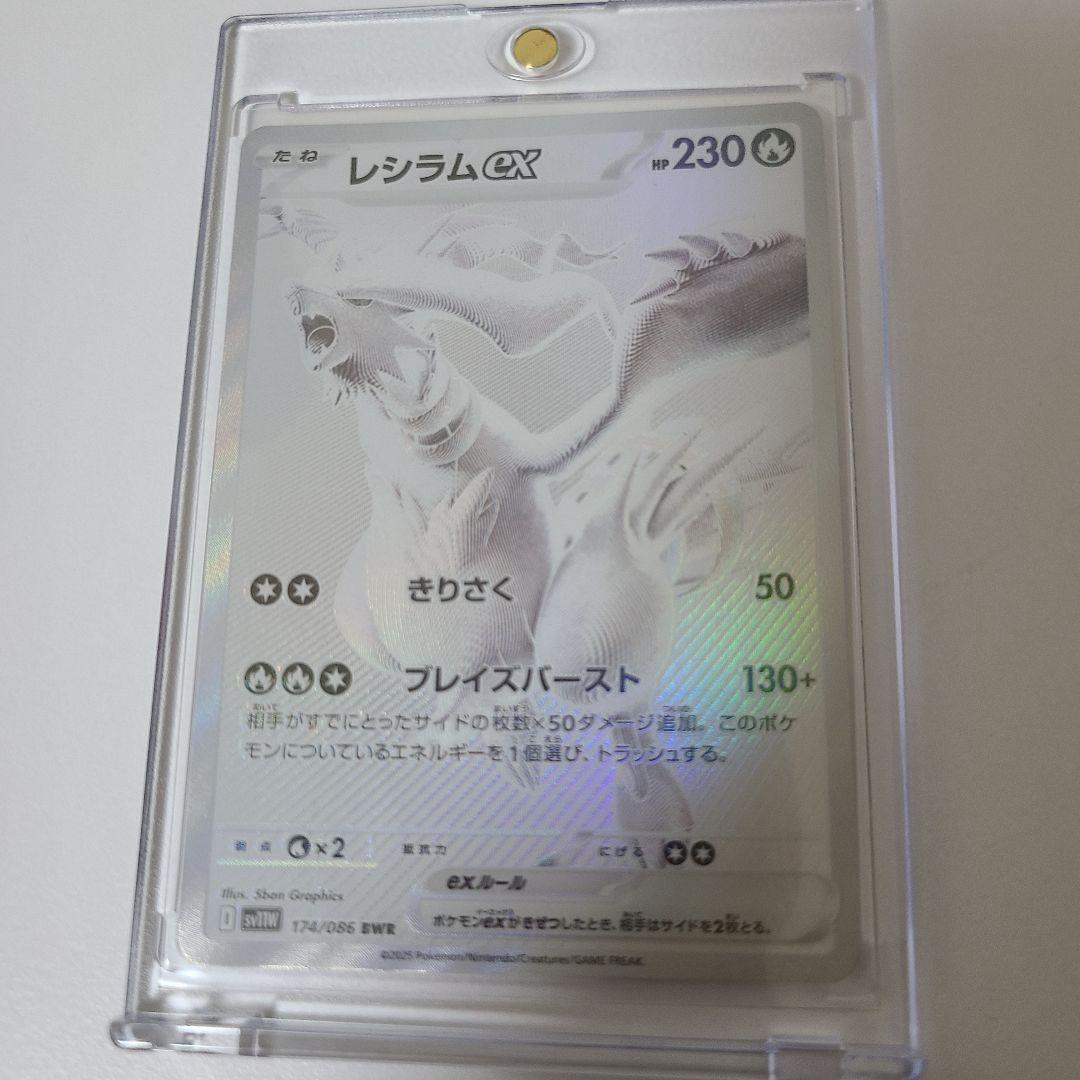 たね レシラムex HP230
きりさく 50
ブレイズバースト 130+
相手がすでにとったサイドの枚数×50ダメージ追加。このポケ
モンについているエネルギーを1個選び、トラッシュする。
弱点 ×2 抵抗力 にげる
exルール
ポケモンexがきぜつしたとき、相手はサイドを2枚とる。
Illus. 5ban Graphics
I SV11W 174/086 BWR
©2025 Pokémon/Nintendo/Creatures/GAME FREAK